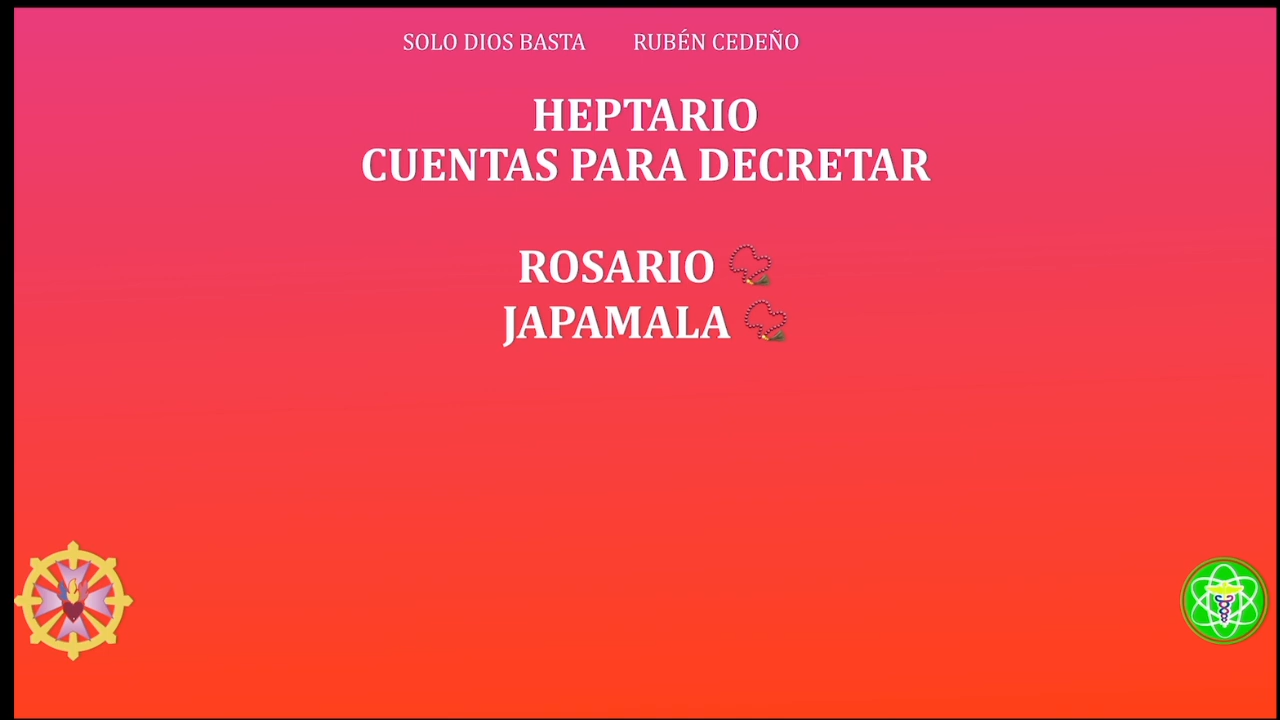 SOLO DIOS BASTA RUBÉN CEDEÑO
HEPTARIO
CUENTAS PARA DECRETAR
ROSARIO 📿
JAPAMALA 📿